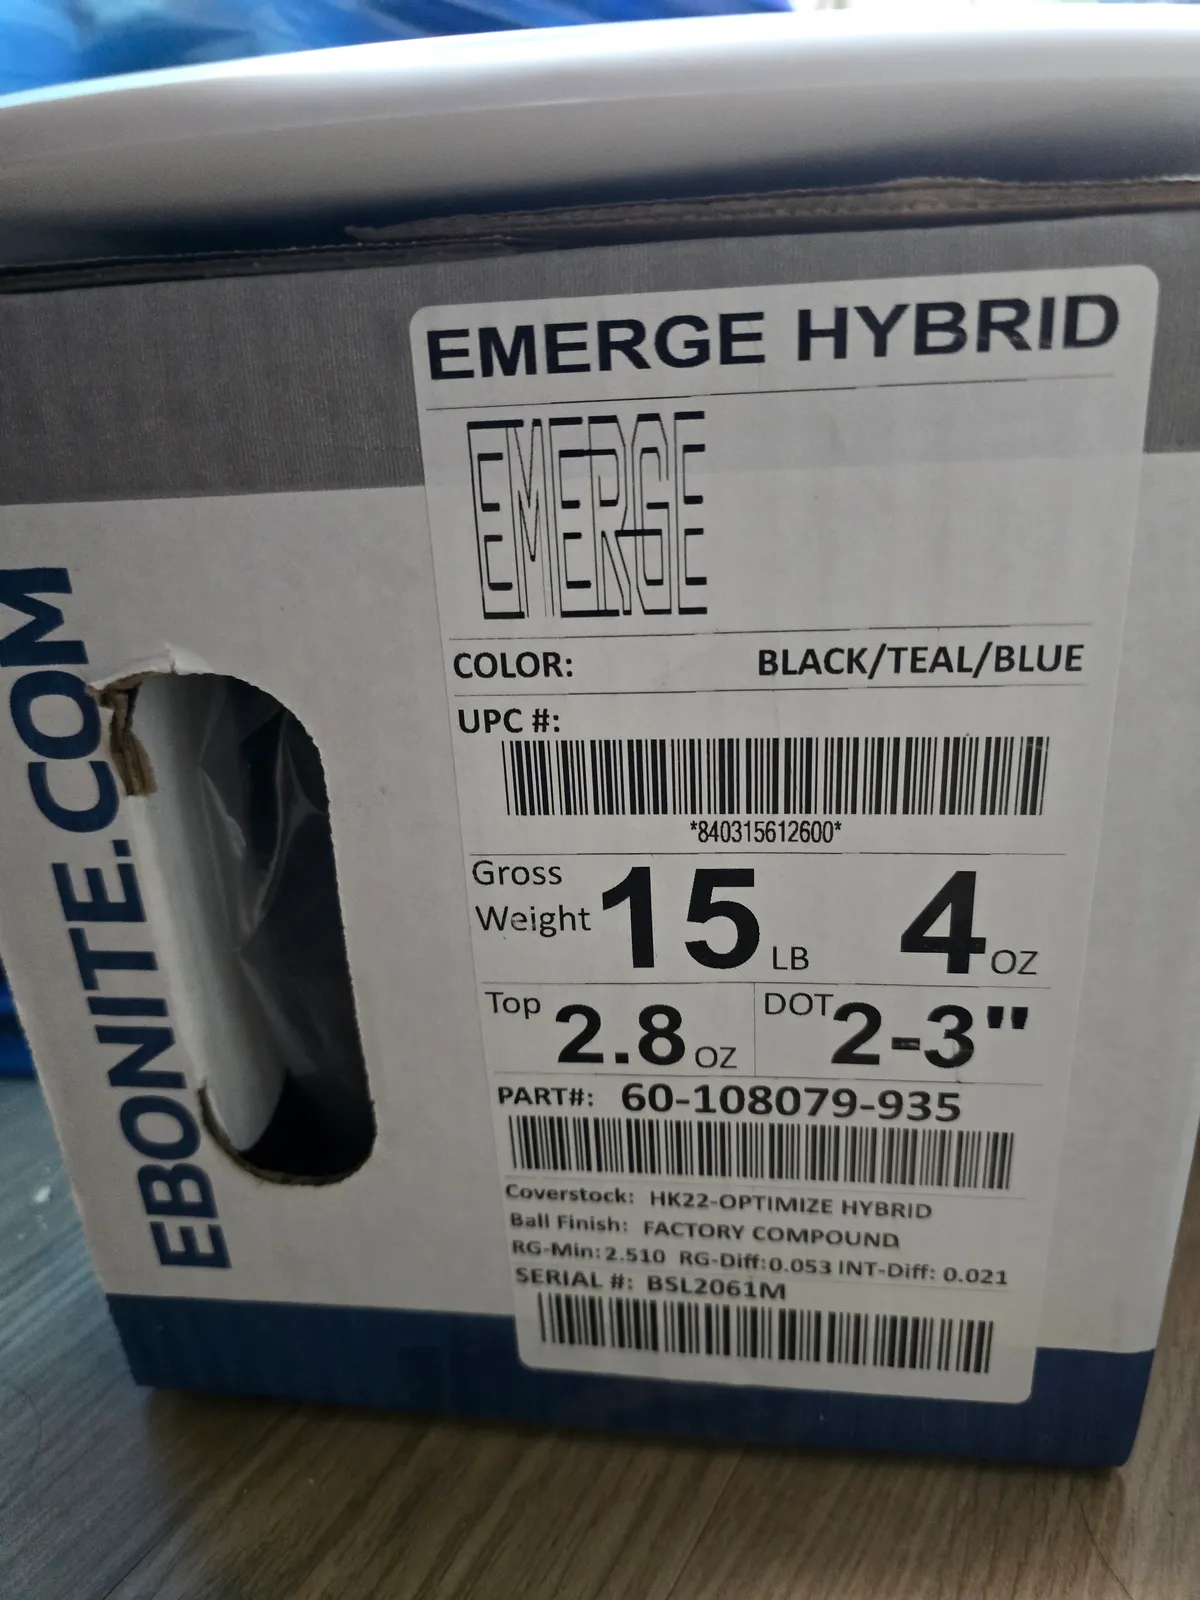 EMERGE HYBRID
EMERGE
COLOR: BLACK/TEAL/BLUE
UPC #:
*840315612600*
Gross Weight 15 LB 4 OZ
Top 2.8 OZ DOT 2-3"
PART#: 60-108079-935
Coverstock: HK22-OPTIMIZE HYBRID
Ball Finish: FACTORY COMPOUND
RG-Min: 2.510 RG-Diff: 0.053 INT-Diff: 0.021
SERIAL #: BSL2061M
EBONITE.COM